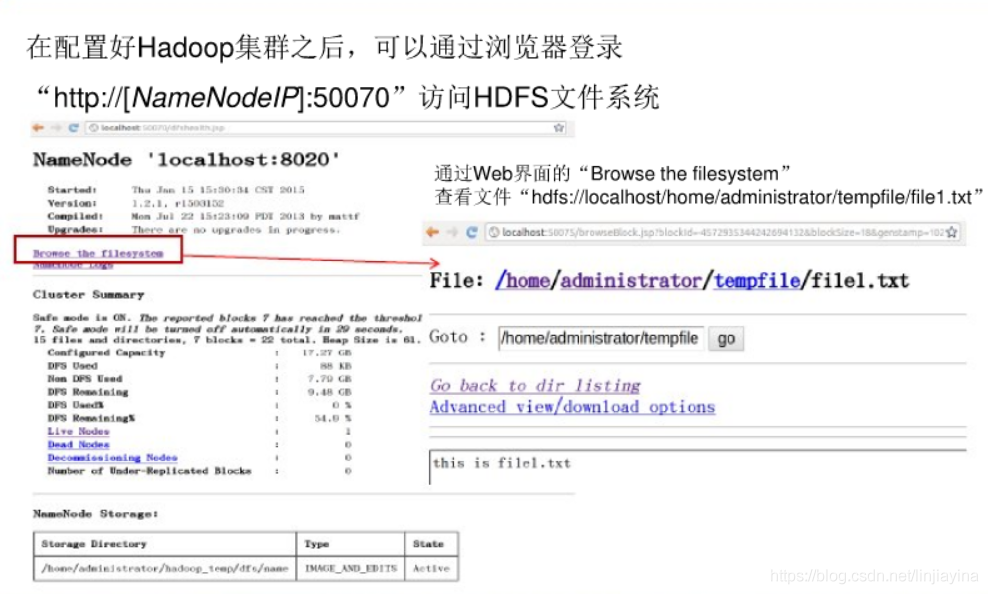 在配置好Hadoop集群之后，可以通过浏览器登录
“http://[NameNodeIP]:50070”访问HDFS文件系统
localhost:50070/dfshealth.jsp
NameNode 'localhost:8020'
Started: Thu Jan 15 15:30:34 CST 2015
Version: 1.2.1, r1503152
Compiled: Mon Jul 22 15:23:09 PDT 2013 by mattf
Upgrades: There are no upgrades in progress.
Browse the filesystem
NameNode Logs
Cluster Summary
Safe mode is ON. The reported blocks 7 has reached the threshol
7. Safe mode will be turned off automatically in 29 seconds.
15 files and directories, 7 blocks = 22 total. Heap Size is 61.
Configured Capacity : 17.27 GB
DFS Used : 88 KB
Non DFS Used : 7.79 GB
DFS Remaining : 9.48 GB
DFS Used% : 0 %
DFS Remaining% : 54.9 %
Live Nodes : 1
Dead Nodes : 0
Decommissioning Nodes : 0
Number of Under-Replicated Blocks : 0
NameNode Storage:
Storage Directory Type State
/home/administrator/hadoop_temp/dfs/name IMAGE_AND_EDITS Active
通过Web界面的“Browse the filesystem”
查看文件“hdfs://localhost/home/administrator/tempfile/file1.txt”
localhost:50075/browseBlock.jsp?blockId=-4572935344242694132&blockSize=18&genstamp=102
File: /home/administrator/tempfile/file1.txt
Goto : /home/administrator/tempfile go
Go back to dir listing
Advanced view/download options
this is file1.txt
https://blog.csdn.net/linjiayina